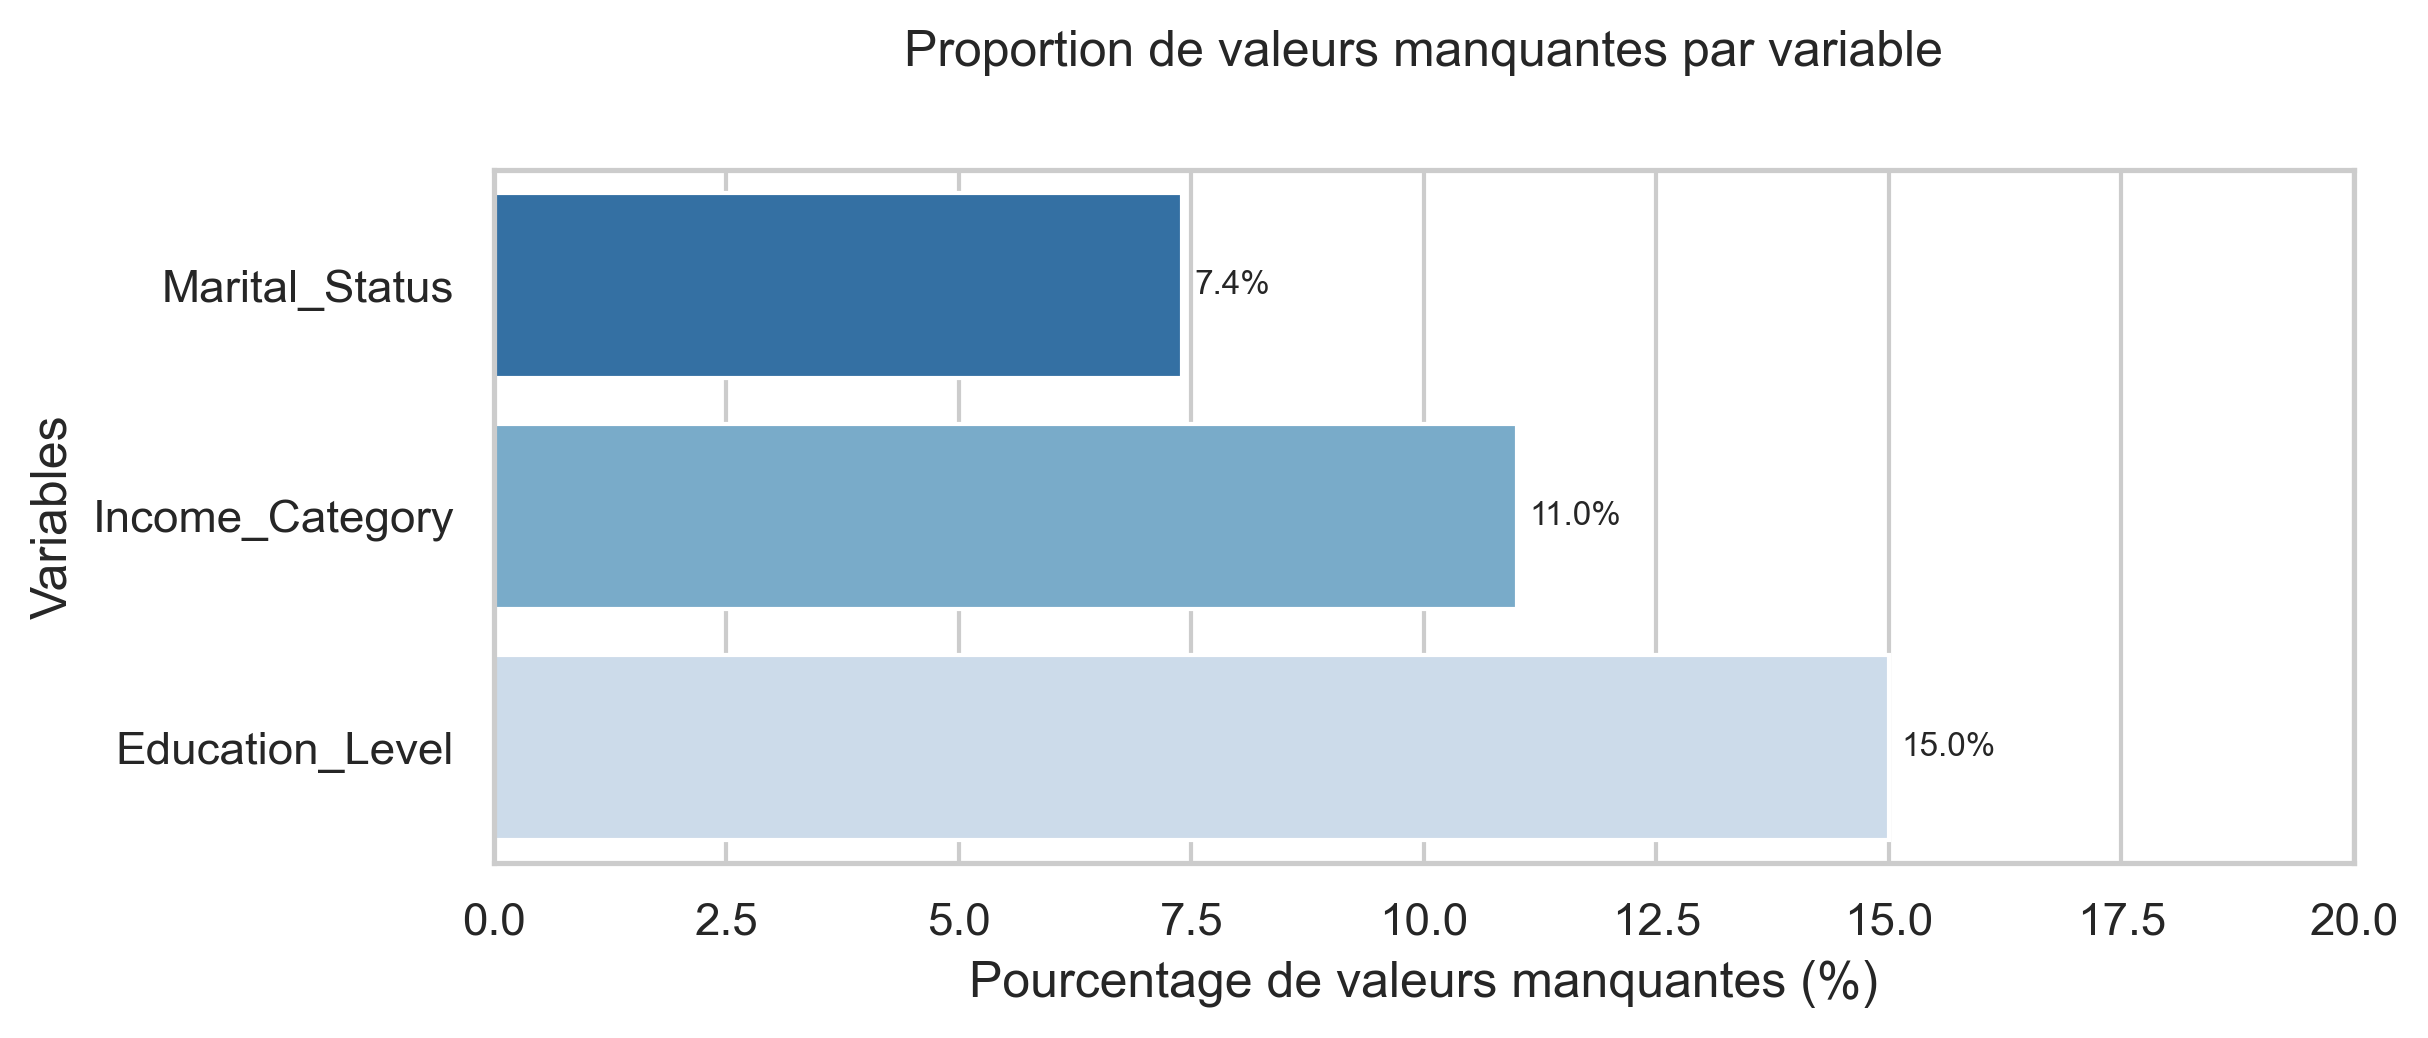 Proportion de valeurs manquantes par variable
Variables
Marital_Status
7.4%
Income_Category
11.0%
Education_Level
15.0%
0.0 2.5 5.0 7.5 10.0 12.5 15.0 17.5 20.0
Pourcentage de valeurs manquantes (%)